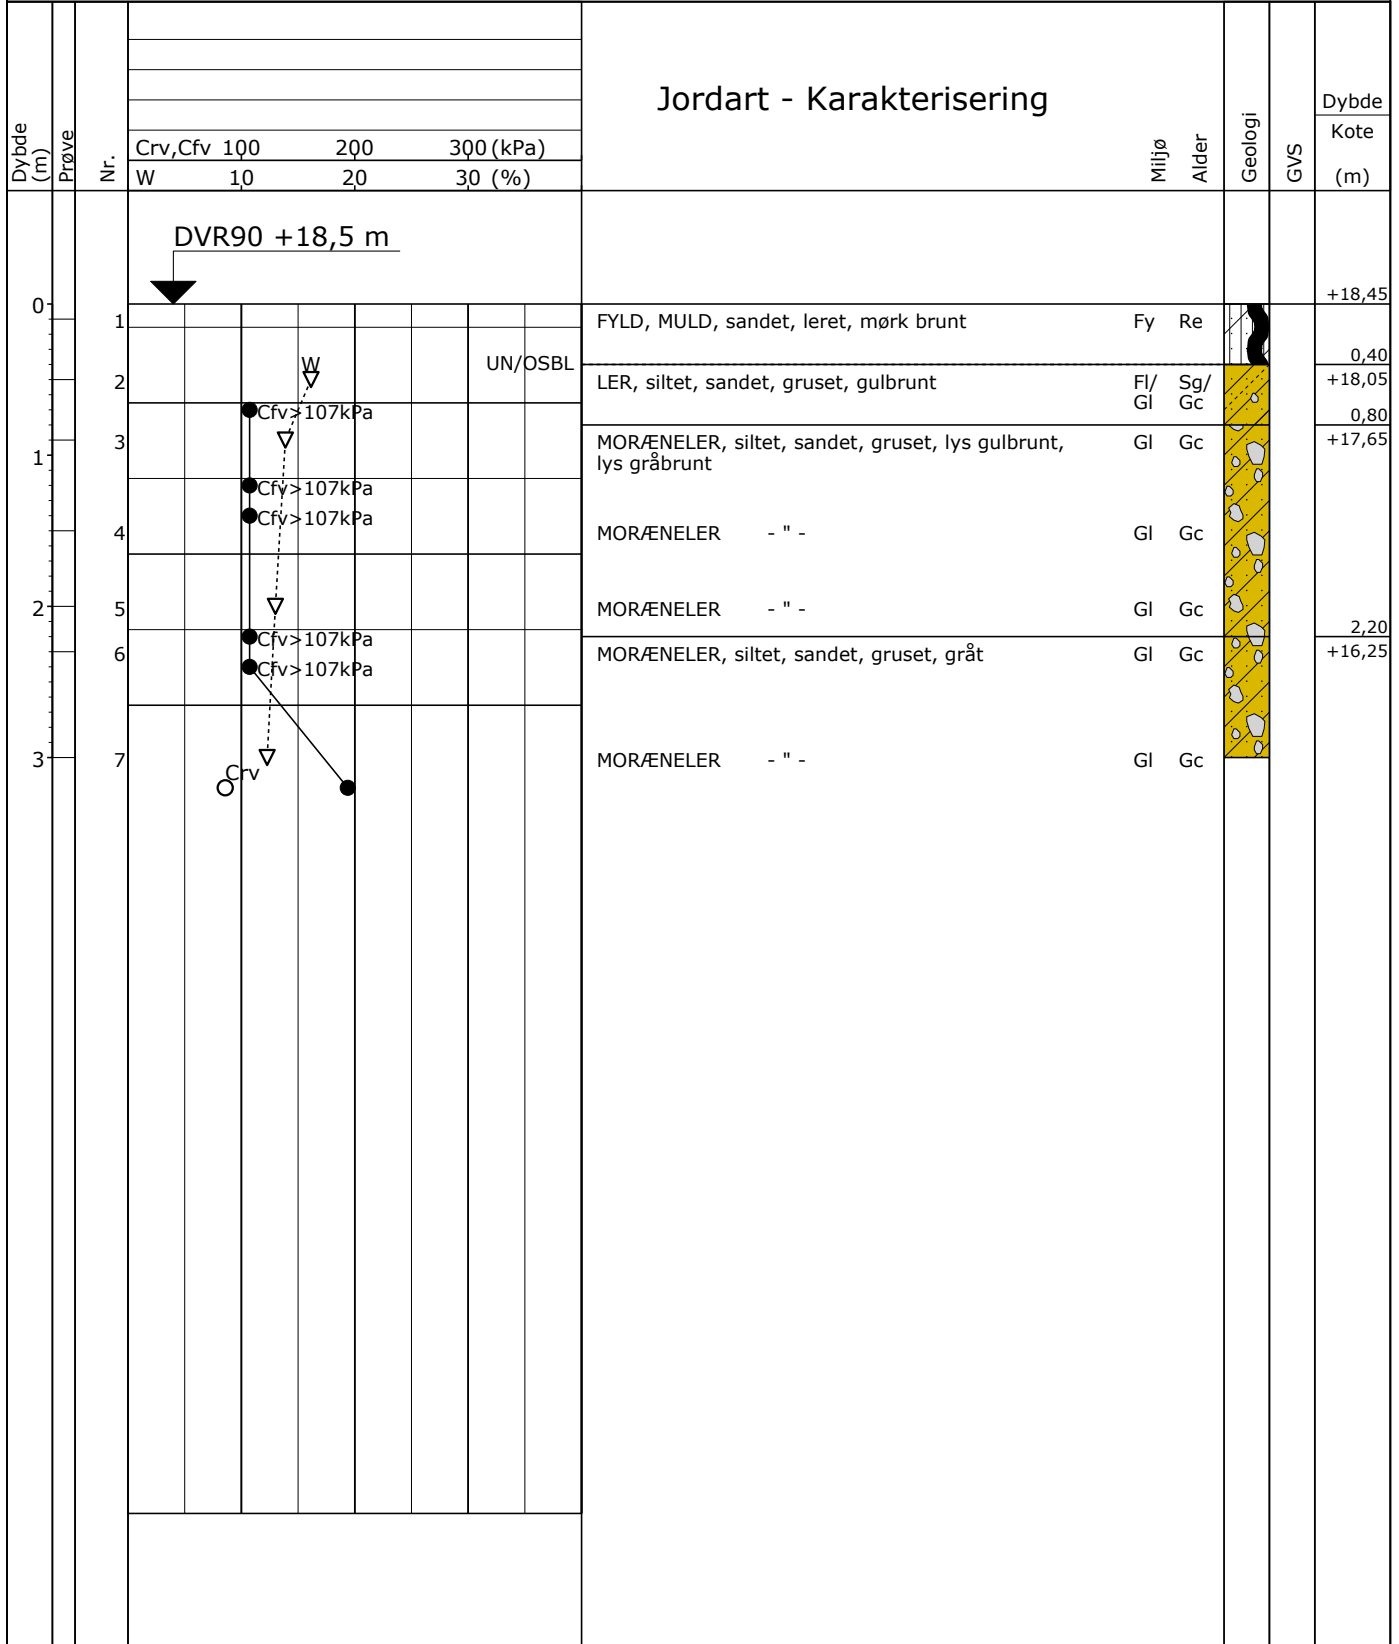 Jordart - Karakterisering
Dybde (m)
Prøve
Nr.
Crv,Cfv 100 200 300 (kPa)
W 10 20 30 (%)
Miljø
Alder
Geologi
GVS
Dybde
Kote
(m)
DVR90 +18,5 m
+18,45
0
1 FYLD, MULD, sandet, leret, mørk brunt Fy Re
0,40
W UN/OSBL
+18,05
2 LER, siltet, sandet, gruset, gulbrunt Fl/ Sg/
Gl Gc
Cfv>107kPa
0,80
+17,65
3 MORÆNELER, siltet, sandet, gruset, lys gulbrunt, Gl Gc
1 lys gråbrunt
Cfv>107kPa
Cfv>107kPa
4 MORÆNELER - " - Gl Gc
2 5 MORÆNELER - " - Gl Gc
2,20
Cfv>107kPa
+16,25
6 MORÆNELER, siltet, sandet, gruset, gråt Gl Gc
Cfv>107kPa
3 7 MORÆNELER - " - Gl Gc
Crv